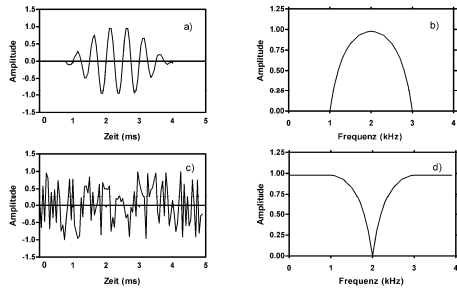 a)
Amplitude
1.5
1.0
0.5
0.0
-0.5
-1.0
-1.5
0 1 2 3 4 5
Zeit (ms)
b)
Amplitude
1.25
1.00
0.75
0.50
0.25
0.00
0 1 2 3 4
Frequenz (kHz)
c)
Amplitude
1.5
1.0
0.5
0.0
-0.5
-1.0
-1.5
0 1 2 3 4 5
Zeit (ms)
d)
Amplitude
1.25
1.00
0.75
0.50
0.25
0.00
0 1 2 3 4
Frequenz (kHz)